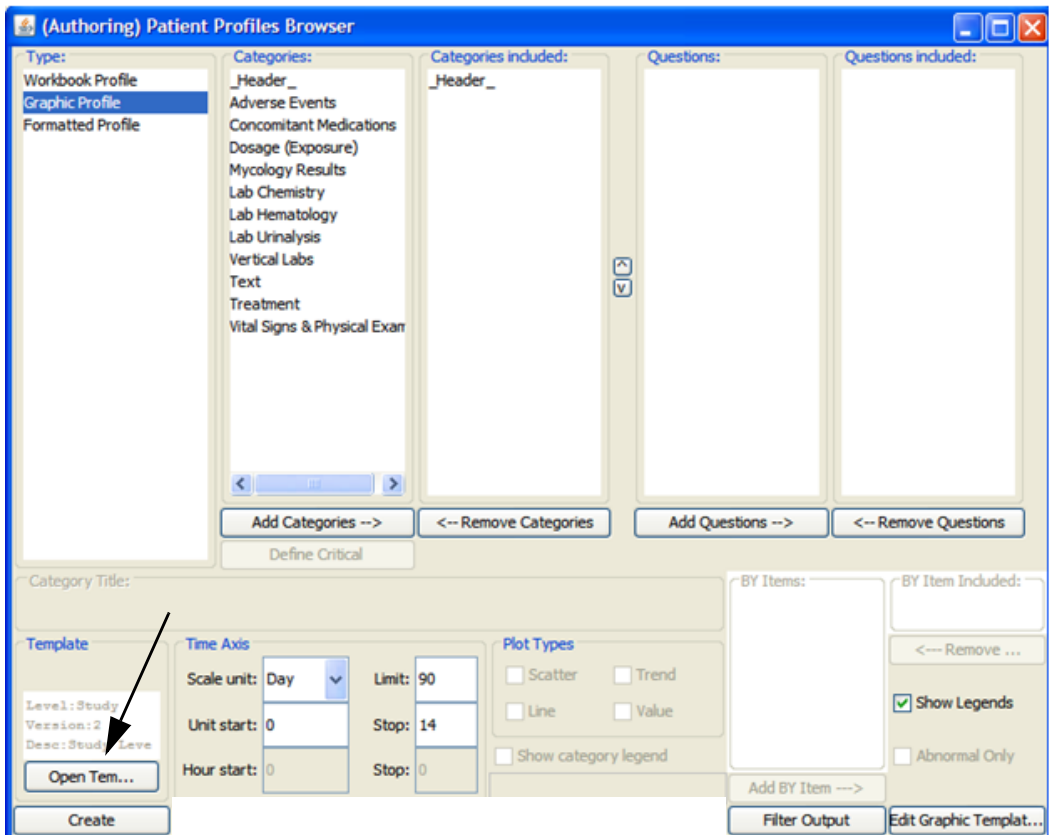 (Authoring) Patient Profiles Browser
Type:
Workbook Profile
Graphic Profile
Formatted Profile
Categories:
_Header_
Adverse Events
Concomitant Medications
Dosage (Exposure)
Mycology Results
Lab Chemistry
Lab Hematology
Lab Urinalysis
Vertical Labs
Text
Treatment
Vital Signs & Physical Exam
Categories included:
_Header_
^
v
Questions:
Questions included:
Add Categories -->
<-- Remove Categories
Add Questions -->
<-- Remove Questions
Define Critical
Category Title:
BY Items:
BY Item Included:
<--- Remove ...
Template
Level:Study
Version:2
Desc:Study Leve
Open Tem...
Time Axis
Scale unit: Day
Limit: 90
Unit start: 0
Stop: 14
Hour start: 0
Stop: 0
Plot Types
Scatter
Trend
Line
Value
Show category legend
Show Legends
Abnormal Only
Add BY Item --->
Create
Filter Output
Edit Graphic Templat...